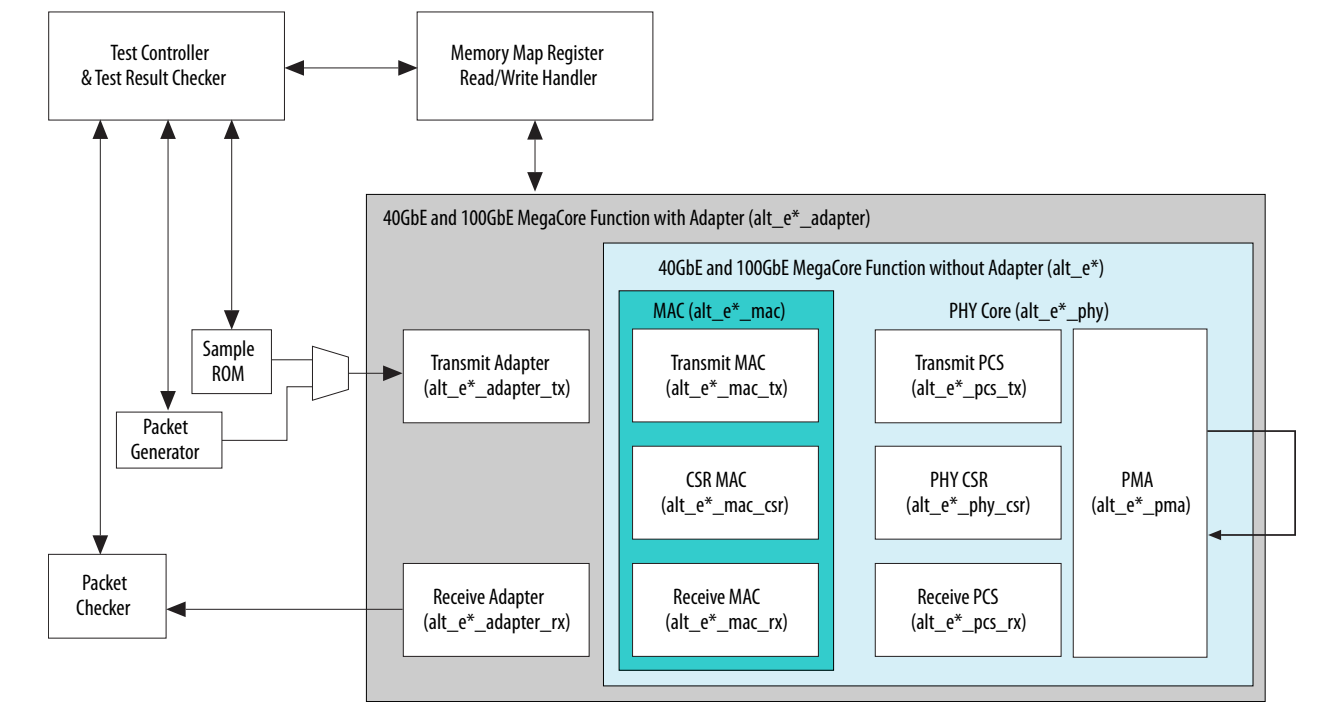 Test Controller
& Test Result Checker
Memory Map Register
Read/Write Handler
40GbE and 100GbE MegaCore Function with Adapter (alt_e*_adapter)
40GbE and 100GbE MegaCore Function without Adapter (alt_e*)
MAC (alt_e*_mac)
PHY Core (alt_e*_phy)
Sample
ROM
Transmit Adapter
(alt_e*_adapter_tx)
Transmit MAC
(alt_e*_mac_tx)
Transmit PCS
(alt_e*_pcs_tx)
Packet
Generator
CSR MAC
(alt_e*_mac_csr)
PHY CSR
(alt_e*_phy_csr)
PMA
(alt_e*_pma)
Packet
Checker
Receive Adapter
(alt_e*_adapter_rx)
Receive MAC
(alt_e*_mac_rx)
Receive PCS
(alt_e*_pcs_rx)